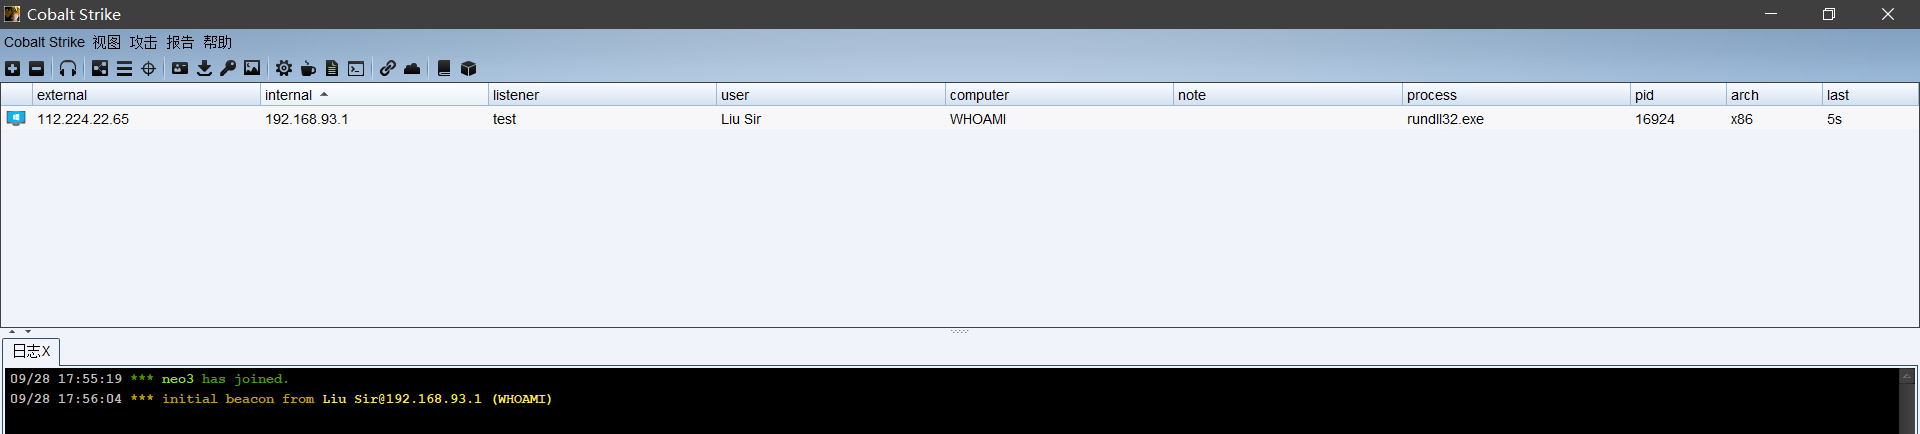 Cobalt Strike
Cobalt Strike 视图 攻击 报告 帮助
external internal listener user computer note process pid arch last
112.224.22.65 192.168.93.1 test Liu Sir WHOAMI rundll32.exe 16924 x86 5s
日志X
09/28 17:55:19 *** neo3 has joined.
09/28 17:56:04 *** initial beacon from Liu Sir@192.168.93.1 (WHOAMI)